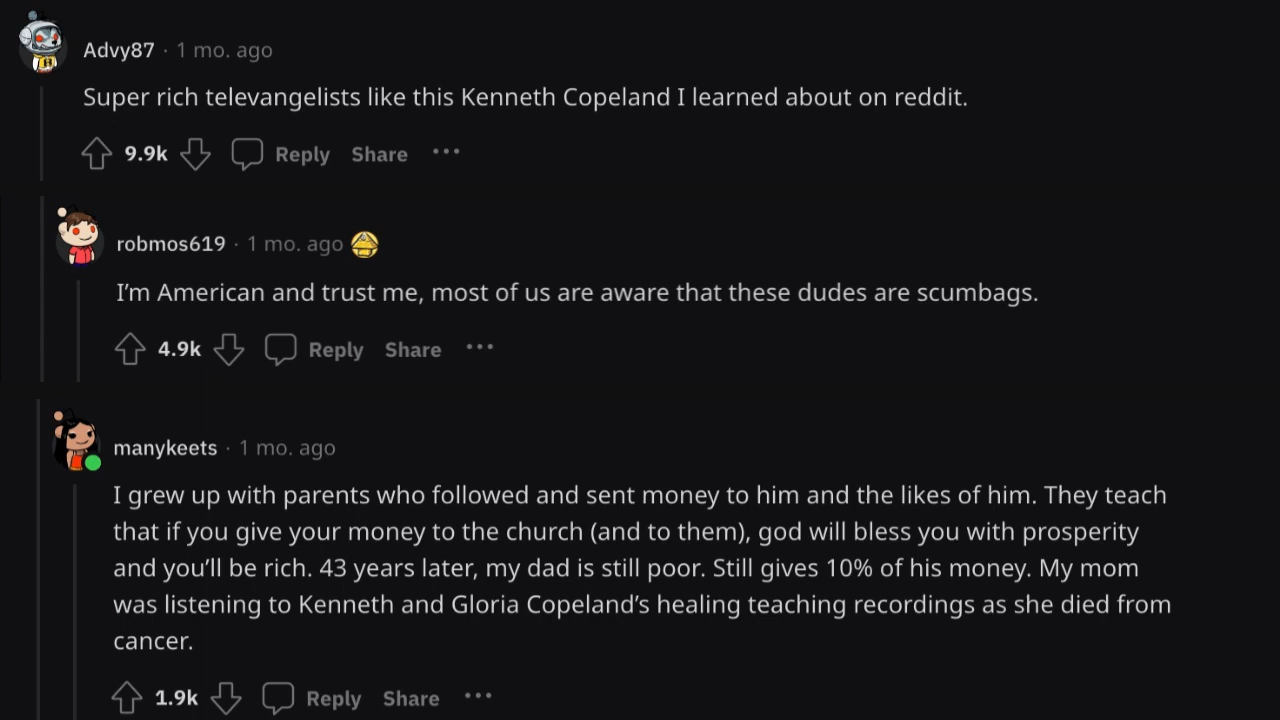 Advy87 · 1 mo. ago
Super rich televangelists like this Kenneth Copeland I learned about on reddit.
9.9k Reply Share ···
robmos619 · 1 mo. ago
I’m American and trust me, most of us are aware that these dudes are scumbags.
4.9k Reply Share ···
manykeets · 1 mo. ago
I grew up with parents who followed and sent money to him and the likes of him. They teach
that if you give your money to the church (and to them), god will bless you with prosperity
and you’ll be rich. 43 years later, my dad is still poor. Still gives 10% of his money. My mom
was listening to Kenneth and Gloria Copeland’s healing teaching recordings as she died from
cancer.
1.9k Reply Share ···